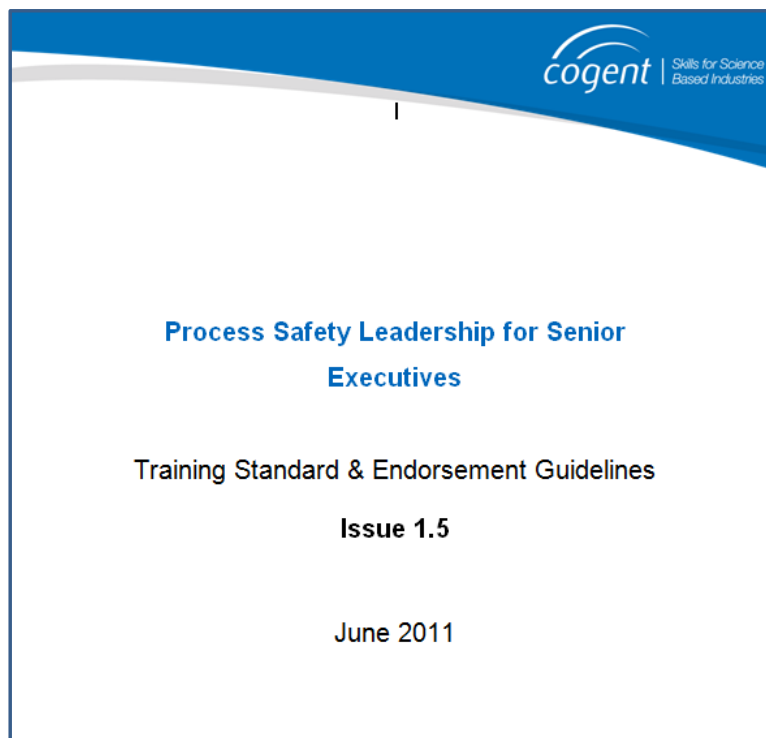 cogent | Skills for Science
Based Industries
Process Safety Leadership for Senior
Executives
Training Standard & Endorsement Guidelines
Issue 1.5
June 2011